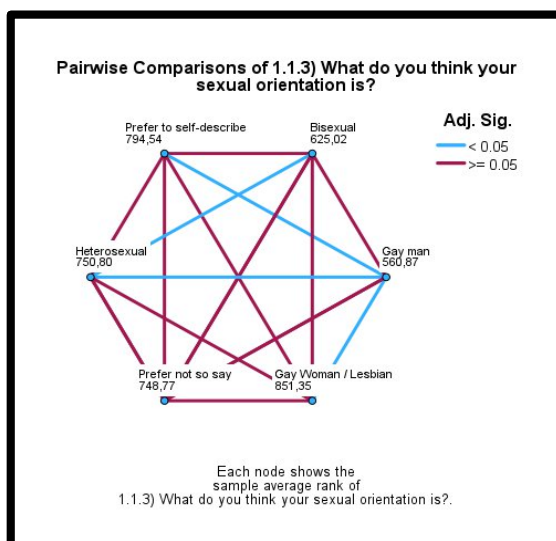 Pairwise Comparisons of 1.1.3) What do you think your
sexual orientation is?
Adj. Sig.
< 0.05
>= 0.05
Prefer to self-describe
794,54
Bisexual
625,02
Heterosexual
750,80
Gay man
560,87
Prefer not so say
748,77
Gay Woman / Lesbian
851,35
Each node shows the
sample average rank of
1.1.3) What do you think your sexual orientation is?.